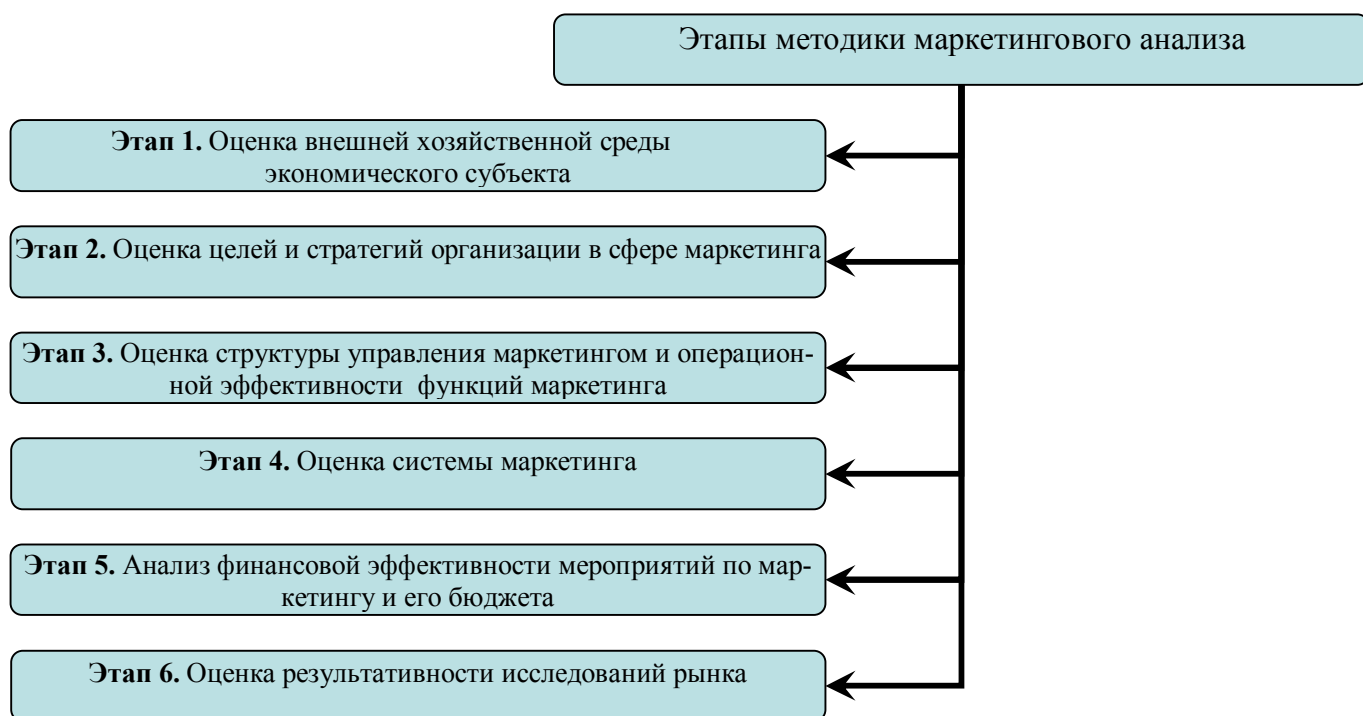 Этапы методики маркетингового анализа
Этап 1. Оценка внешней хозяйственной среды
экономического субъекта
Этап 2. Оценка целей и стратегий организации в сфере маркетинга
Этап 3. Оценка структуры управления маркетингом и операцион-
ной эффективности функций маркетинга
Этап 4. Оценка системы маркетинга
Этап 5. Анализ финансовой эффективности мероприятий по мар-
кетингу и его бюджета
Этап 6. Оценка результативности исследований рынка